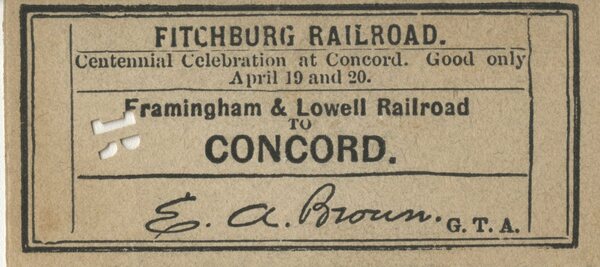 FITCHBURG RAILROAD.
Centennial Celebration at Concord. Good only
April 19 and 20.
Framingham & Lowell Railroad
TO
CONCORD.
E. A. Brown. G. T. A.